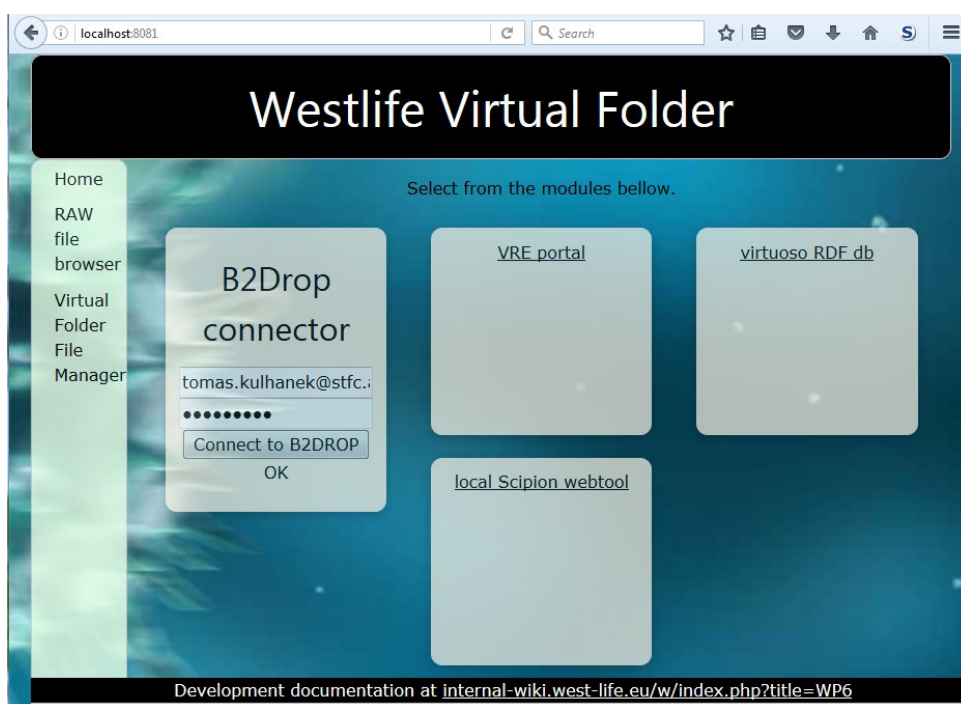 localhost:8081
Search
S)
Westlife Virtual Folder
Home
RAW
file
browser
Virtual
Folder
File
Manager
Select from the modules bellow.
B2Drop
connector
tomas.kulhanek@stfc.
Connect to B2DROP
OK
VRE portal
virtuoso RDF db
local Scipion webtool
Development documentation at internal-wiki.west-life.eu/w/index.php?title=WP6